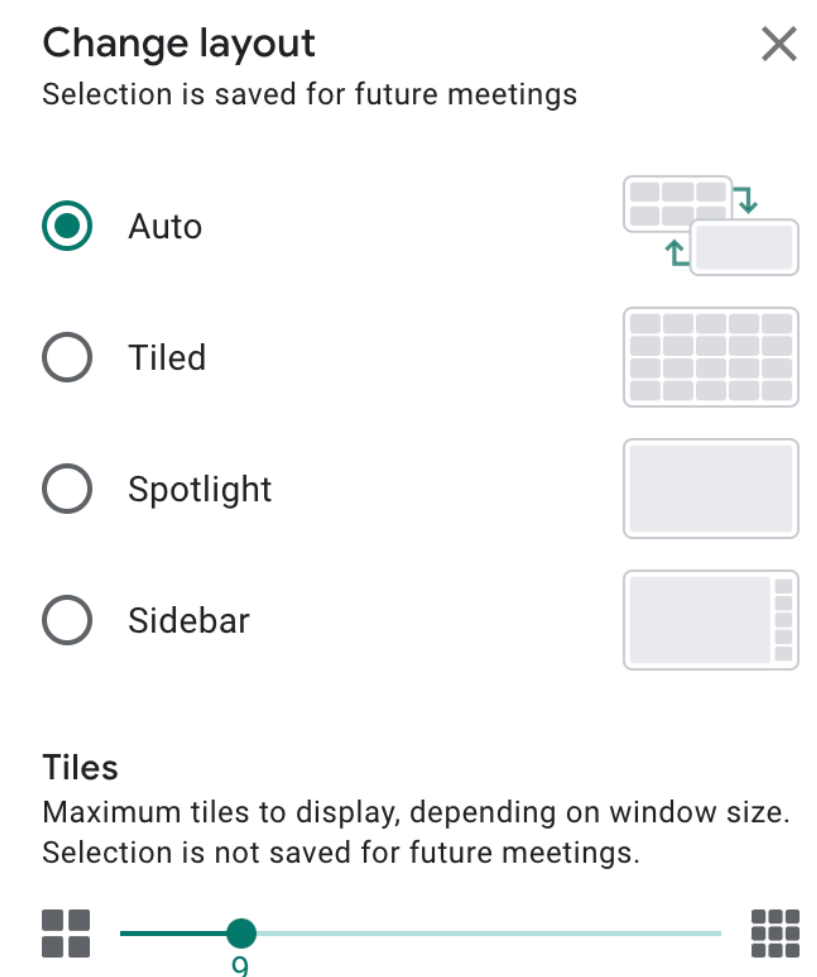 Change layout
Selection is saved for future meetings
Auto
Tiled
Spotlight
Sidebar
Tiles
Maximum tiles to display, depending on window size.
Selection is not saved for future meetings.
9